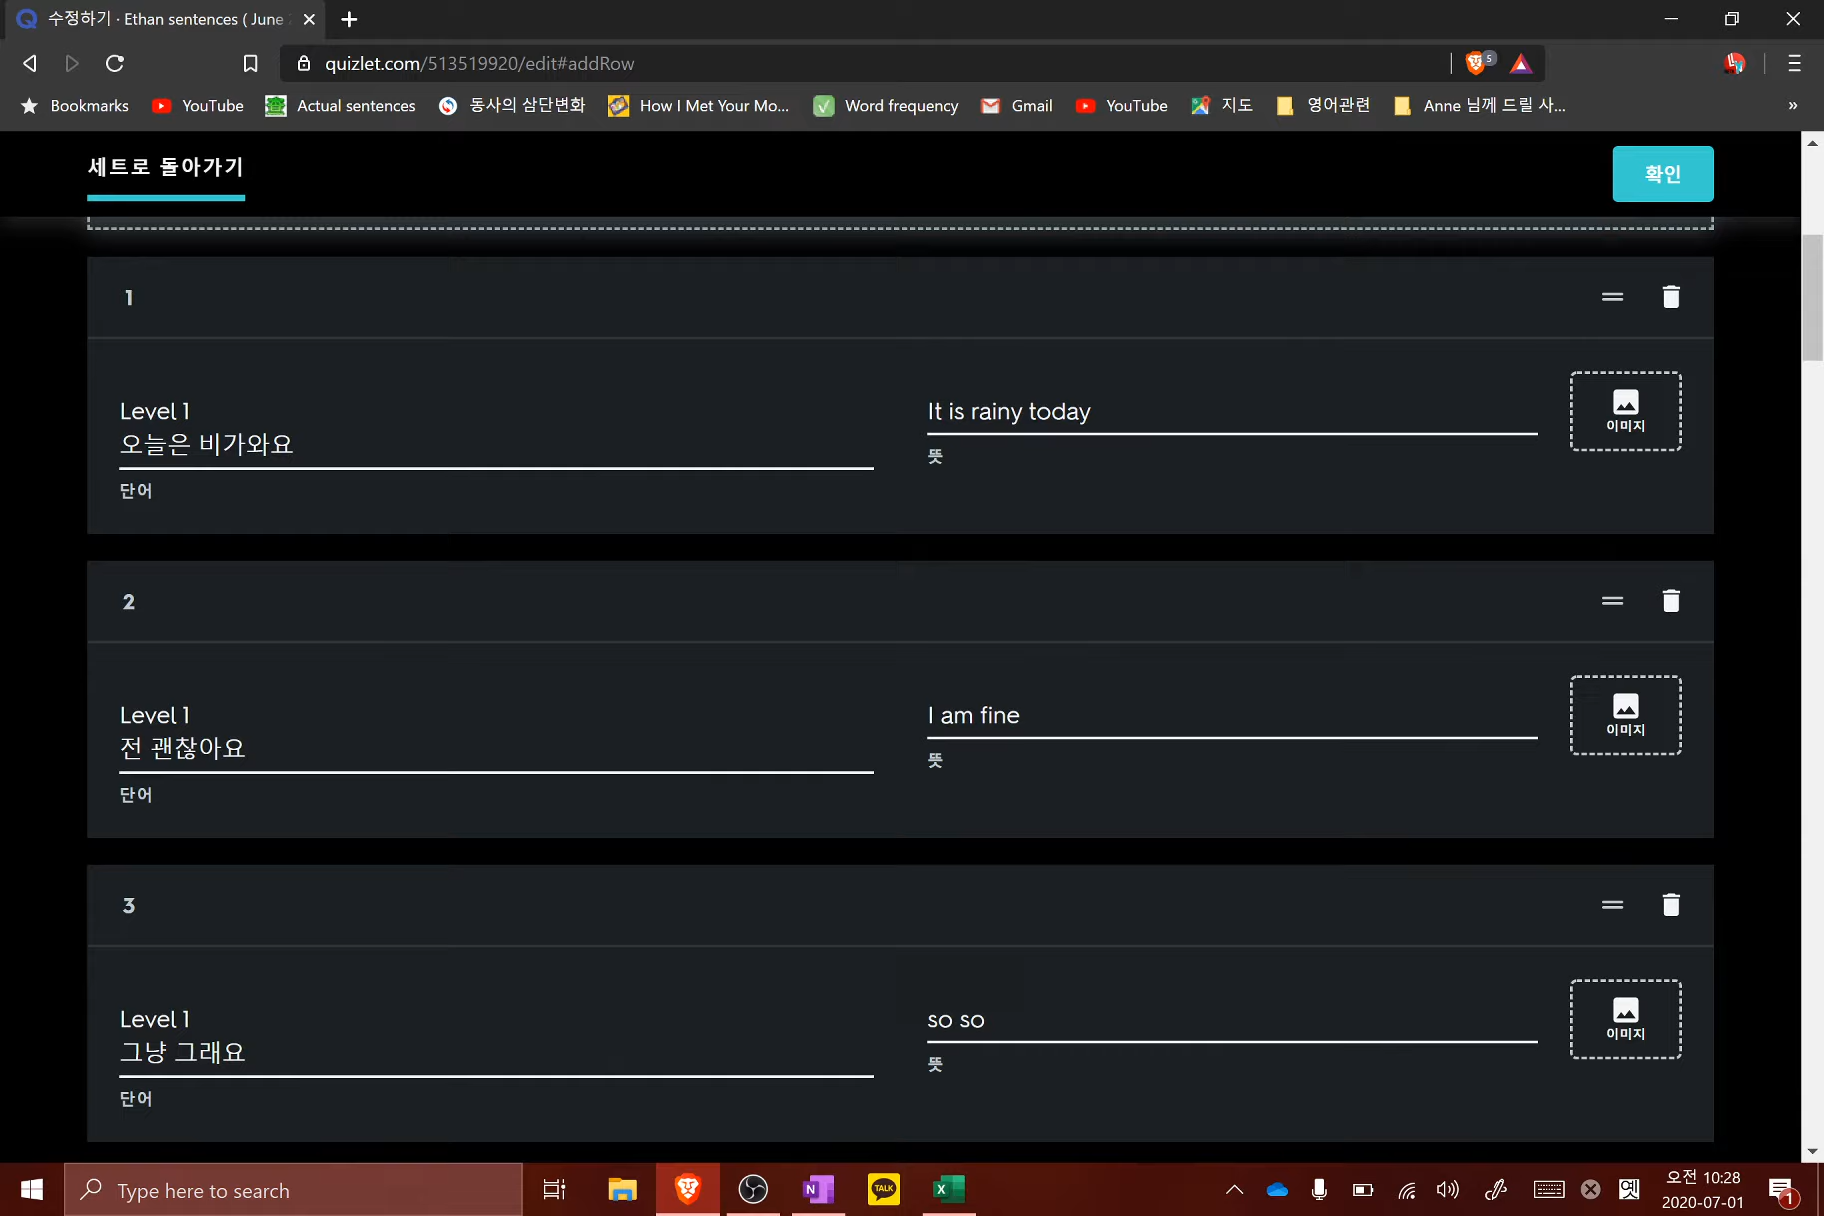 수정하기 · Ethan sentences ( June
quizlet.com/513519920/edit#addRow
5
Bookmarks
YouTube
Actual sentences
동사의 삼단변화
How I Met Your Mo...
Word frequency
Gmail
YouTube
지도
영어관련
Anne 님께 드릴 사...
»
세트로 돌아가기
확인
1
Level 1
오늘은 비가와요
단어
It is rainy today
뜻
이미지
2
Level 1
전 괜찮아요
단어
I am fine
뜻
이미지
3
Level 1
그냥 그래요
단어
so so
뜻
이미지
Type here to search
N
TALK
X
오전 10:28
2020-07-01
1